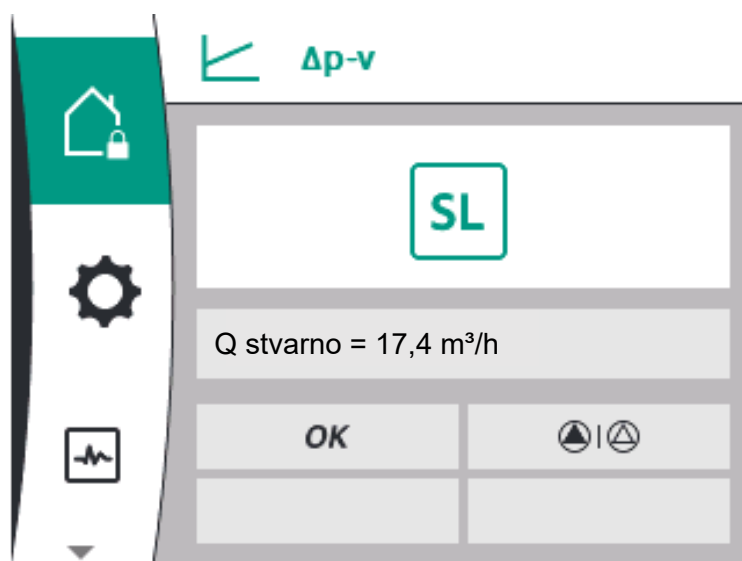 Δp-v
SL
Q stvarno = 17,4 m³/h
OK